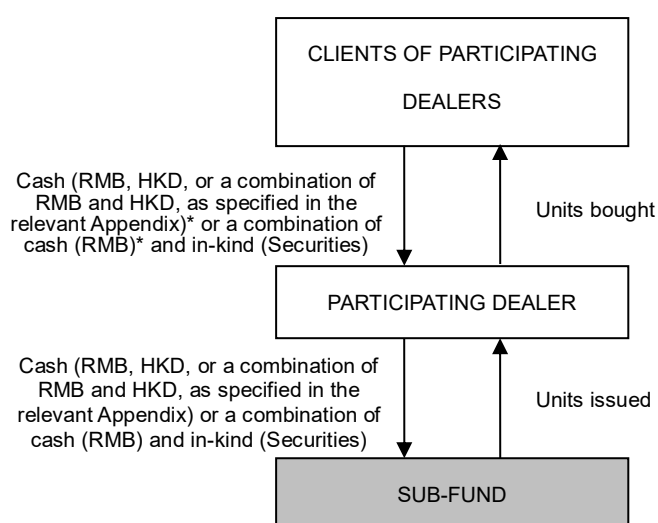 CLIENTS OF PARTICIPATING
DEALERS
Cash (RMB, HKD, or a combination of
RMB and HKD, as specified in the
relevant Appendix)* or a combination of
cash (RMB)* and in-kind (Securities)
Units bought
PARTICIPATING DEALER
Cash (RMB, HKD, or a combination of
RMB and HKD, as specified in the
relevant Appendix) or a combination of
cash (RMB) and in-kind (Securities)
Units issued
SUB-FUND